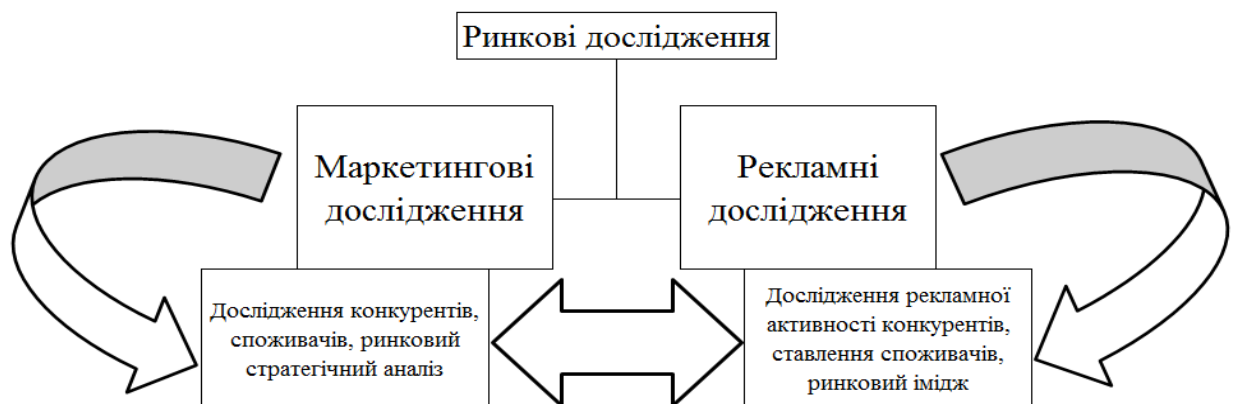 Ринкові дослідження
Маркетингові
дослідження
Рекламні
дослідження
Дослідження конкурентів,
споживачів, ринковий
стратегічний аналіз
Дослідження рекламної
активності конкурентів,
ставлення споживачів,
ринковий імідж